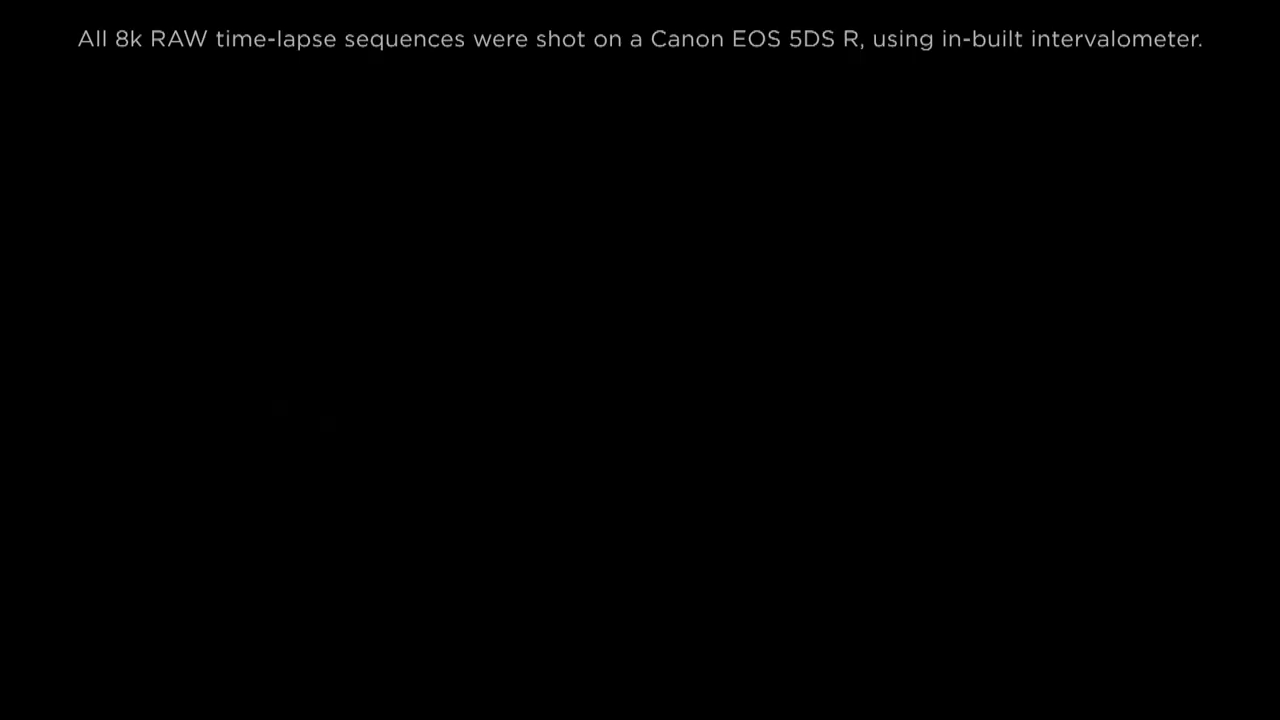 All 8k RAW time-lapse sequences were shot on a Canon EOS 5DS R, using in-built intervalometer.